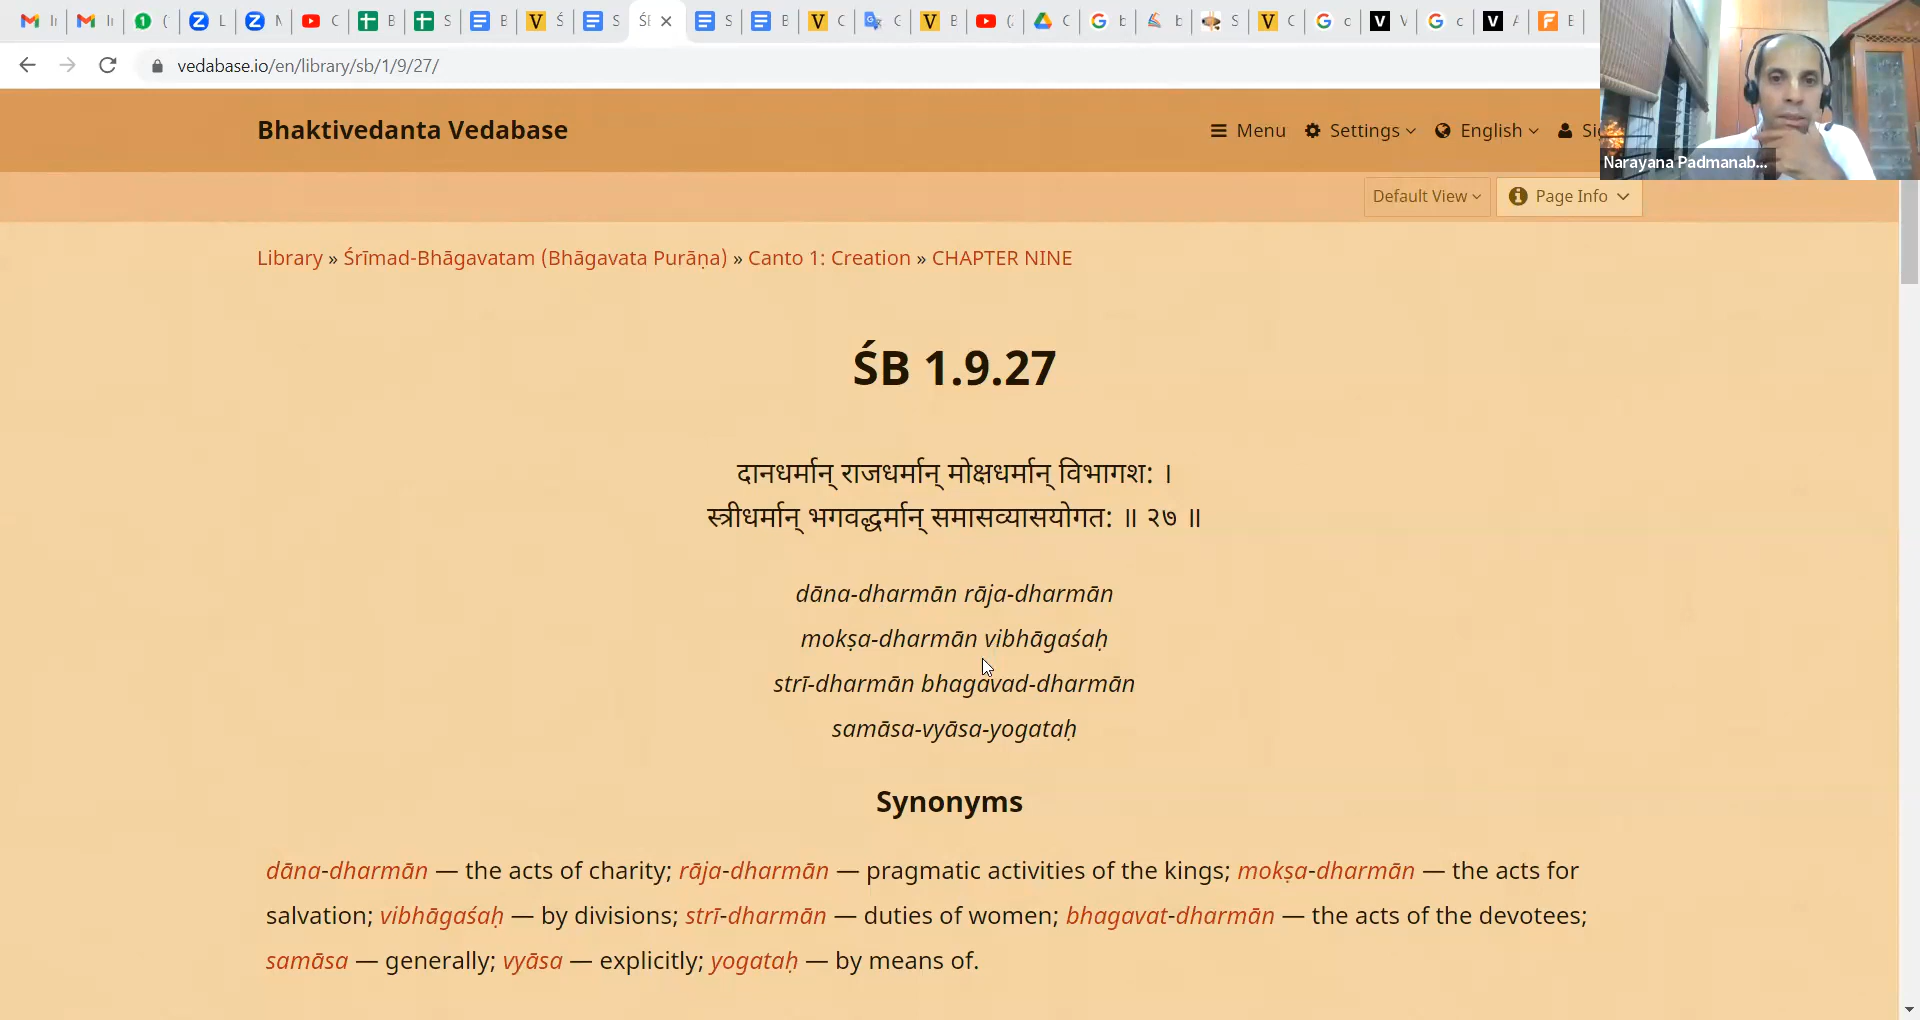 vedabase.io/en/library/sb/1/9/27/
Bhaktivedanta Vedabase
Menu Settings English
Narayana Padmanab...
Default View Page Info
Library » Śrīmad-Bhāgavatam (Bhāgavata Purāṇa) » Canto 1: Creation » CHAPTER NINE
ŚB 1.9.27
दानधर्मान् राजधर्मान् मोक्षधर्मान् विभागश: ।
स्त्रीधर्मान् भगवद्धर्मान् समासव्यासयोगत: ॥ २७ ॥
dāna-dharmān rāja-dharmān
mokṣa-dharmān vibhāgaśaḥ
strī-dharmān bhagavad-dharmān
samāsa-vyāsa-yogataḥ
Synonyms
dāna-dharmān — the acts of charity; rāja-dharmān — pragmatic activities of the kings; mokṣa-dharmān — the acts for
salvation; vibhāgaśaḥ — by divisions; strī-dharmān — duties of women; bhagavat-dharmān — the acts of the devotees;
samāsa — generally; vyāsa — explicitly; yogataḥ — by means of.